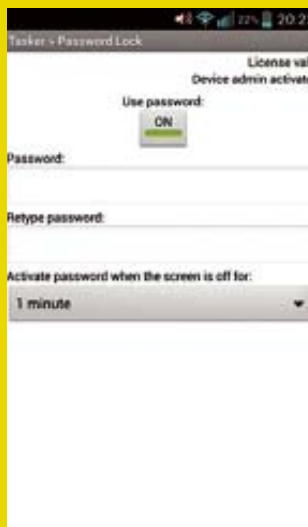 22% 20:2
Tasker > Password Lock
License val
Device admin activate
Use password:
ON
Password:
Retype password:
Activate password when the screen is off for:
1 minute